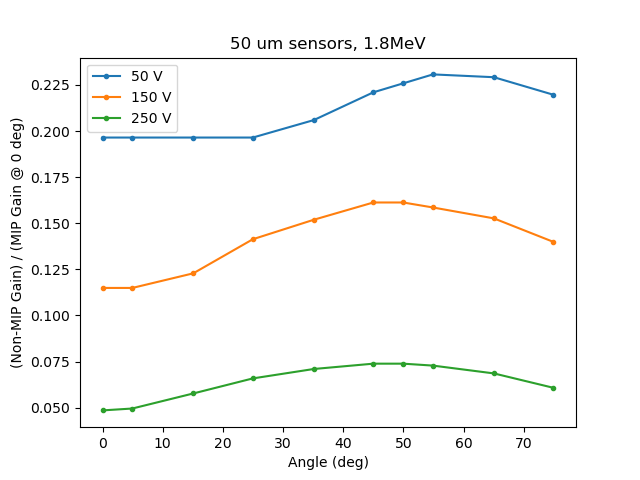 50 um sensors, 1.8MeV
50 V
150 V
250 V
(Non-MIP Gain) / (MIP Gain @ 0 deg)
0.225
0.200
0.175
0.150
0.125
0.100
0.075
0.050
0 10 20 30 40 50 60 70
Angle (deg)